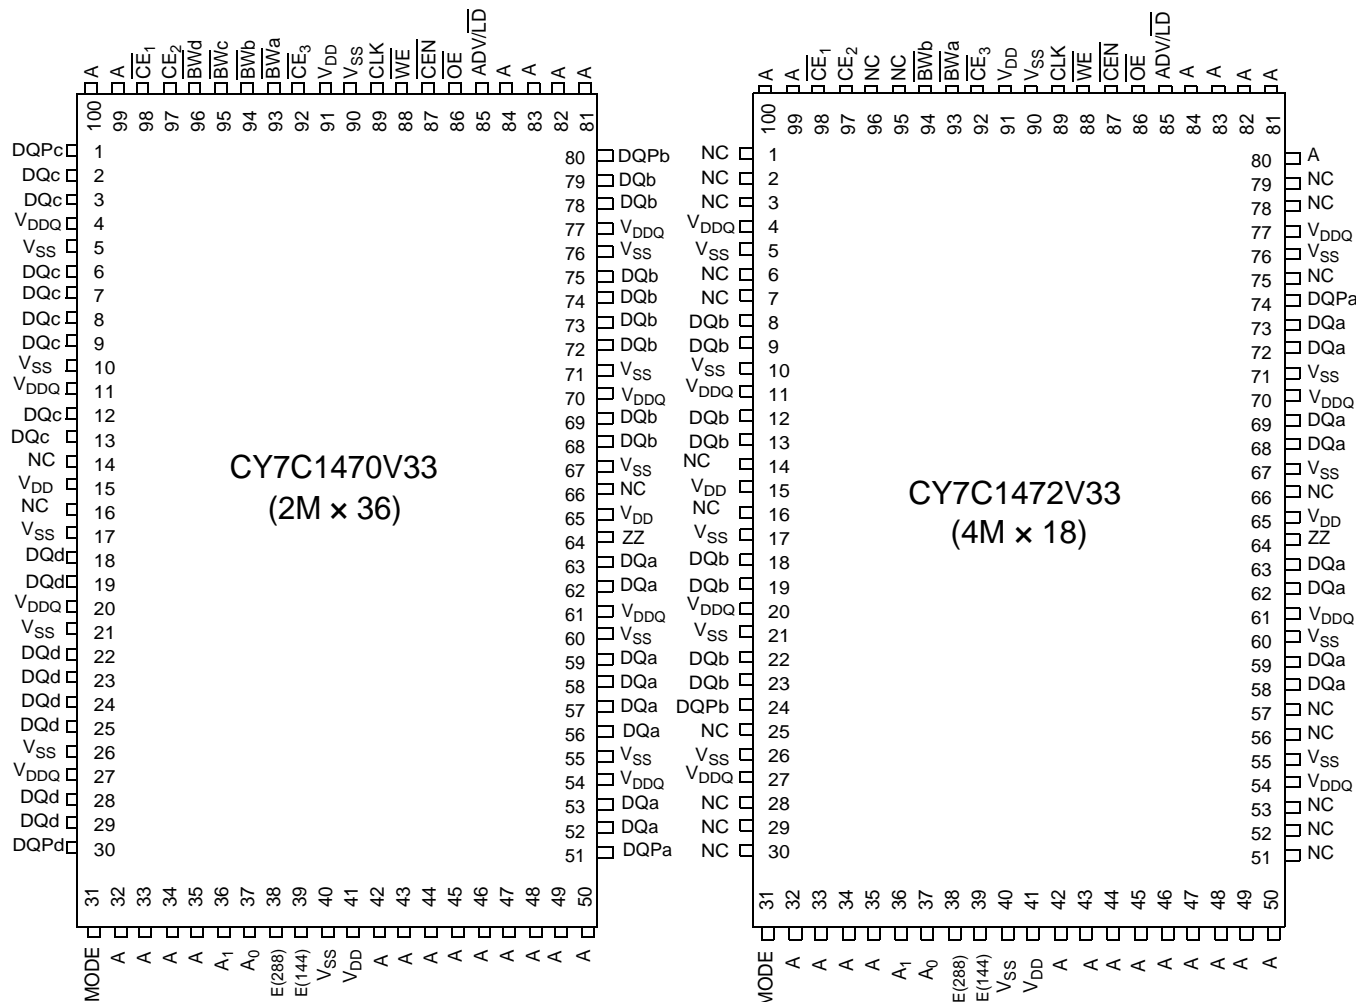 A A CE1 CE2 BWd BWc BWb BWa CE3 VDD VSS CLK WE CEN OE ADV/LD A A A A
100 99 98 97 96 95 94 93 92 91 90 89 88 87 86 85 84 83 82 81
DQPc 1 80 DQPb
DQc 2 79 DQb
DQc 3 78 DQb
VDDQ 4 77 VDDQ
VSS 5 76 VSS
DQc 6 75 DQb
DQc 7 74 DQb
DQc 8 73 DQb
DQc 9 72 DQb
VSS 10 71 VSS
VDDQ 11 70 VDDQ
DQc 12 69 DQb
DQc 13 68 DQb
NC 14 67 VSS
VDD 15 66 NC
NC 16 65 VDD
VSS 17 64 ZZ
DQd 18 63 DQa
DQd 19 62 DQa
VDDQ 20 61 VDDQ
VSS 21 60 VSS
DQd 22 59 DQa
DQd 23 58 DQa
DQd 24 57 DQa
DQd 25 56 DQa
VSS 26 55 VSS
VDDQ 27 54 VDDQ
DQd 28 53 DQa
DQd 29 52 DQa
DQPd 30 51 DQPa
CY7C1470V33
(2M × 36)
31 32 33 34 35 36 37 38 39 40 41 42 43 44 45 46 47 48 49 50
MODE A A A A A1 A0 E(288) E(144) VSS VDD A A A A A A A A A
A A CE1 CE2 NC NC BWb BWa CE3 VDD VSS CLK WE CEN OE ADV/LD A A A A
100 99 98 97 96 95 94 93 92 91 90 89 88 87 86 85 84 83 82 81
NC 1 80 A
NC 2 79 NC
NC 3 78 NC
VDDQ 4 77 VDDQ
VSS 5 76 VSS
NC 6 75 NC
NC 7 74 DQPa
DQb 8 73 DQa
DQb 9 72 DQa
VSS 10 71 VSS
VDDQ 11 70 VDDQ
DQb 12 69 DQa
DQb 13 68 DQa
NC 14 67 VSS
VDD 15 66 NC
NC 16 65 VDD
VSS 17 64 ZZ
DQb 18 63 DQa
DQb 19 62 DQa
VDDQ 20 61 VDDQ
VSS 21 60 VSS
DQb 22 59 DQa
DQb 23 58 DQa
DQPb 24 57 NC
NC 25 56 NC
VSS 26 55 VSS
VDDQ 27 54 VDDQ
NC 28 53 NC
NC 29 52 NC
NC 30 51 NC
CY7C1472V33
(4M × 18)
31 32 33 34 35 36 37 38 39 40 41 42 43 44 45 46 47 48 49 50
MODE A A A A A1 A0 E(288) E(144) VSS VDD A A A A A A A A A